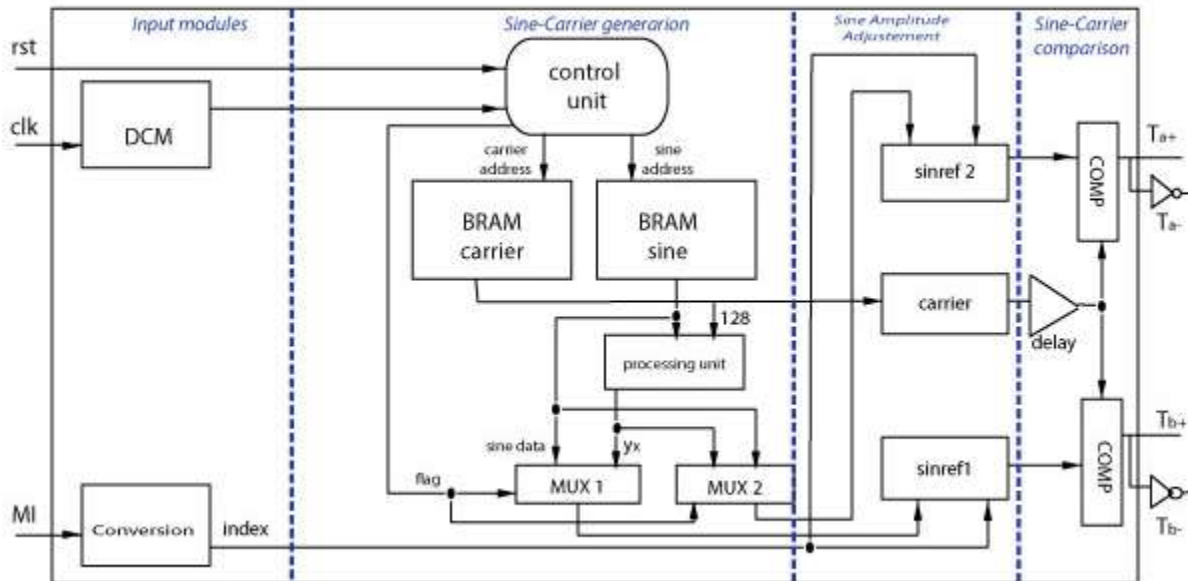 Input modules
Sine-Carrier generarion
Sine Amplitude
Adjustement
Sine-Carrier
comparison
rst
clk
DCM
control
unit
carrier
address
sine
address
BRAM
carrier
BRAM
sine
sinref 2
COMP
Ta+
Ta-
128
carrier
delay
processing unit
sine data
yx
flag
MUX 1
MUX 2
sinref1
COMP
Tb+
Tb-
MI
Conversion
index